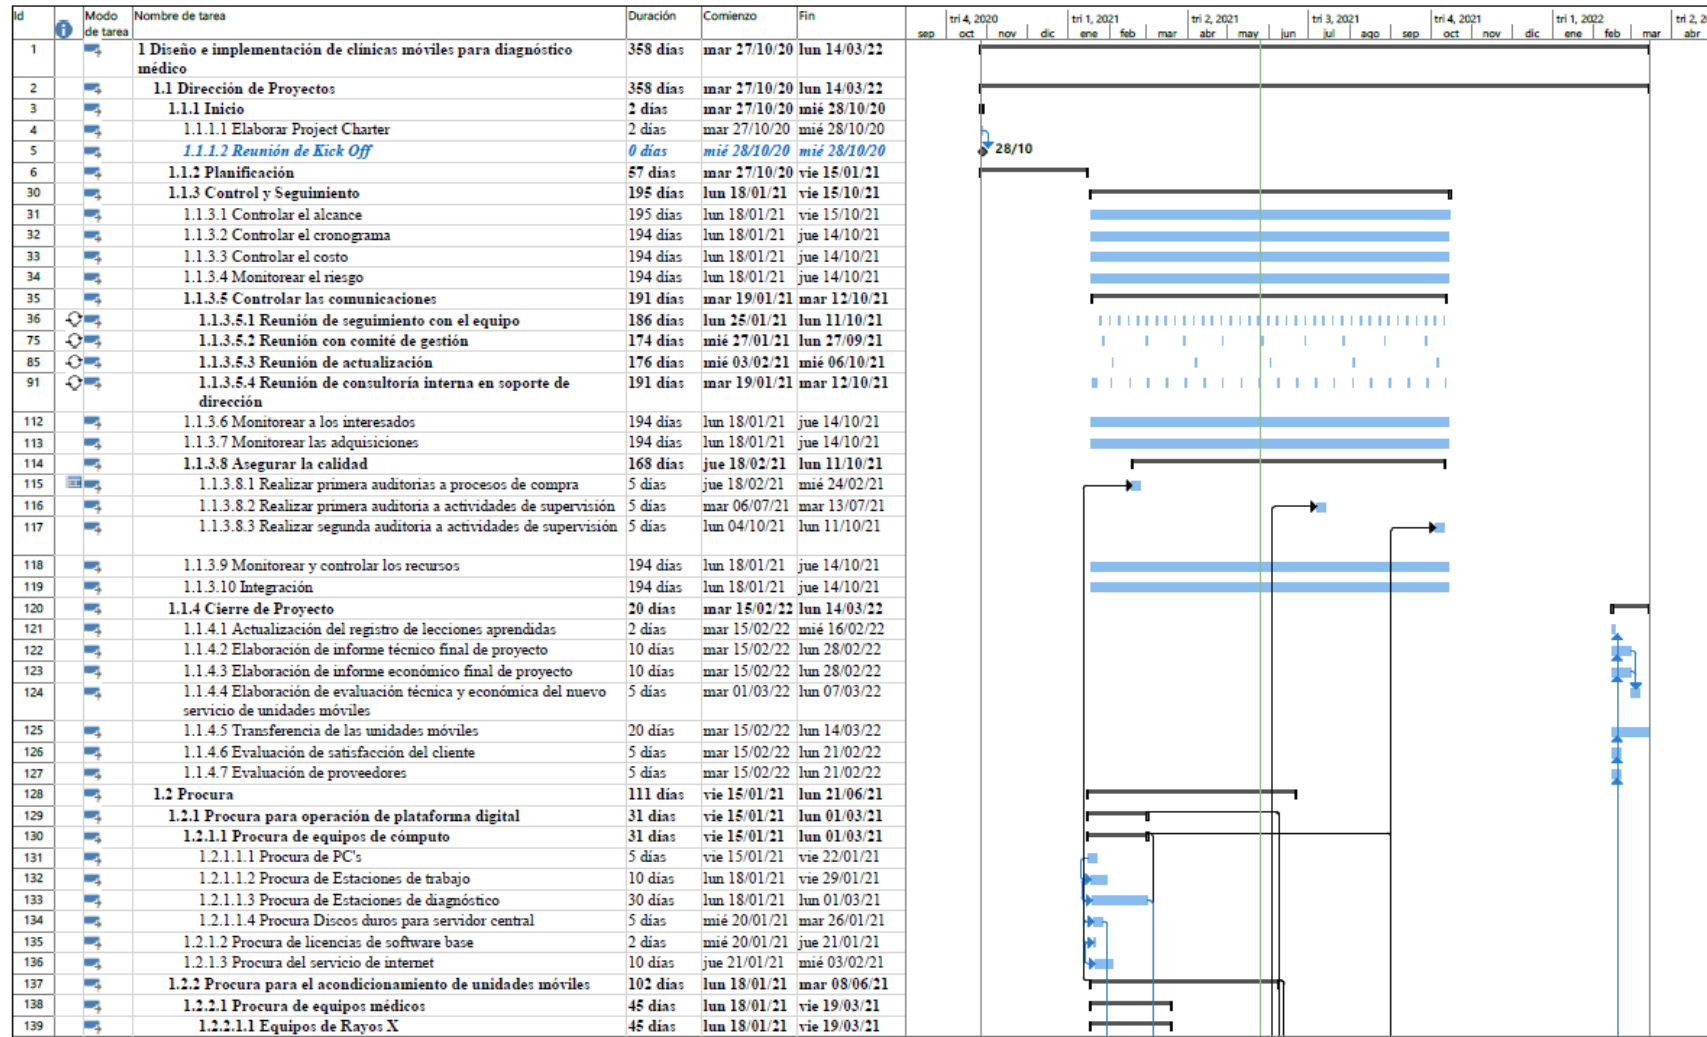 Id Modo de tarea Nombre de tarea Duración Comienzo Fin
tri 4, 2020 tri 1, 2021 tri 2, 2021 tri 3, 2021 tri 4, 2021 tri 1, 2022 tri 2, 2
sep oct nov dic ene feb mar abr may jun jul ago sep oct nov dic ene feb mar abr
1 1 Diseño e implementación de clínicas móviles para diagnóstico 358 días mar 27/10/20 lun 14/03/22
médico
2 1.1 Dirección de Proyectos 358 días mar 27/10/20 lun 14/03/22
3 1.1.1 Inicio 2 días mar 27/10/20 mié 28/10/20
4 1.1.1.1 Elaborar Project Charter 2 días mar 27/10/20 mié 28/10/20
5 1.1.1.2 Reunión de Kick Off 0 días mié 28/10/20 mié 28/10/20 28/10
6 1.1.2 Planificación 57 días mar 27/10/20 vie 15/01/21
30 1.1.3 Control y Seguimiento 195 días lun 18/01/21 vie 15/10/21
31 1.1.3.1 Controlar el alcance 195 días lun 18/01/21 vie 15/10/21
32 1.1.3.2 Controlar el cronograma 194 días lun 18/01/21 jue 14/10/21
33 1.1.3.3 Controlar el costo 194 días lun 18/01/21 jue 14/10/21
34 1.1.3.4 Monitorear el riesgo 194 días lun 18/01/21 jue 14/10/21
35 1.1.3.5 Controlar las comunicaciones 191 días mar 19/01/21 mar 12/10/21
36 1.1.3.5.1 Reunión de seguimiento con el equipo 186 días lun 25/01/21 lun 11/10/21
75 1.1.3.5.2 Reunión con comité de gestión 174 días mié 27/01/21 lun 27/09/21
85 1.1.3.5.3 Reunión de actualización 176 días mié 03/02/21 mié 06/10/21
91 1.1.3.5.4 Reunión de consultoría interna en soporte de 191 días mar 19/01/21 mar 12/10/21
dirección
112 1.1.3.6 Monitorear a los interesados 194 días lun 18/01/21 jue 14/10/21
113 1.1.3.7 Monitorear las adquisiciones 194 días lun 18/01/21 jue 14/10/21
114 1.1.3.8 Asegurar la calidad 168 días jue 18/02/21 lun 11/10/21
115 1.1.3.8.1 Realizar primera auditorias a procesos de compra 5 días jue 18/02/21 mié 24/02/21
116 1.1.3.8.2 Realizar primera auditoria a actividades de supervisión 5 días mar 06/07/21 mar 13/07/21
117 1.1.3.8.3 Realizar segunda auditoria a actividades de supervisión 5 días lun 04/10/21 lun 11/10/21
118 1.1.3.9 Monitorear y controlar los recursos 194 días lun 18/01/21 jue 14/10/21
119 1.1.3.10 Integración 194 días lun 18/01/21 jue 14/10/21
120 1.1.4 Cierre de Proyecto 20 días mar 15/02/22 lun 14/03/22
121 1.1.4.1 Actualización del registro de lecciones aprendidas 2 días mar 15/02/22 mié 16/02/22
122 1.1.4.2 Elaboración de informe técnico final de proyecto 10 días mar 15/02/22 lun 28/02/22
123 1.1.4.3 Elaboración de informe económico final de proyecto 10 días mar 15/02/22 lun 28/02/22
124 1.1.4.4 Elaboración de evaluación técnica y económica del nuevo 5 días mar 01/03/22 lun 07/03/22
servicio de unidades móviles
125 1.1.4.5 Transferencia de las unidades móviles 20 días mar 15/02/22 lun 14/03/22
126 1.1.4.6 Evaluación de satisfacción del cliente 5 días mar 15/02/22 lun 21/02/22
127 1.1.4.7 Evaluación de proveedores 5 días mar 15/02/22 lun 21/02/22
128 1.2 Procura 111 días vie 15/01/21 lun 21/06/21
129 1.2.1 Procura para operación de plataforma digital 31 días vie 15/01/21 lun 01/03/21
130 1.2.1.1 Procura de equipos de cómputo 31 días vie 15/01/21 lun 01/03/21
131 1.2.1.1.1 Procura de PC's 5 días vie 15/01/21 vie 22/01/21
132 1.2.1.1.2 Procura de Estaciones de trabajo 10 días lun 18/01/21 vie 29/01/21
133 1.2.1.1.3 Procura de Estaciones de diagnóstico 30 días lun 18/01/21 lun 01/03/21
134 1.2.1.1.4 Procura Discos duros para servidor central 5 días mié 20/01/21 mar 26/01/21
135 1.2.1.2 Procura de licencias de software base 2 días mié 20/01/21 jue 21/01/21
136 1.2.1.3 Procura del servicio de internet 10 días jue 21/01/21 mié 03/02/21
137 1.2.2 Procura para el acondicionamiento de unidades móviles 102 días lun 18/01/21 mar 08/06/21
138 1.2.2.1 Procura de equipos médicos 45 días lun 18/01/21 vie 19/03/21
139 1.2.2.1.1 Equipos de Rayos X 45 días lun 18/01/21 vie 19/03/21